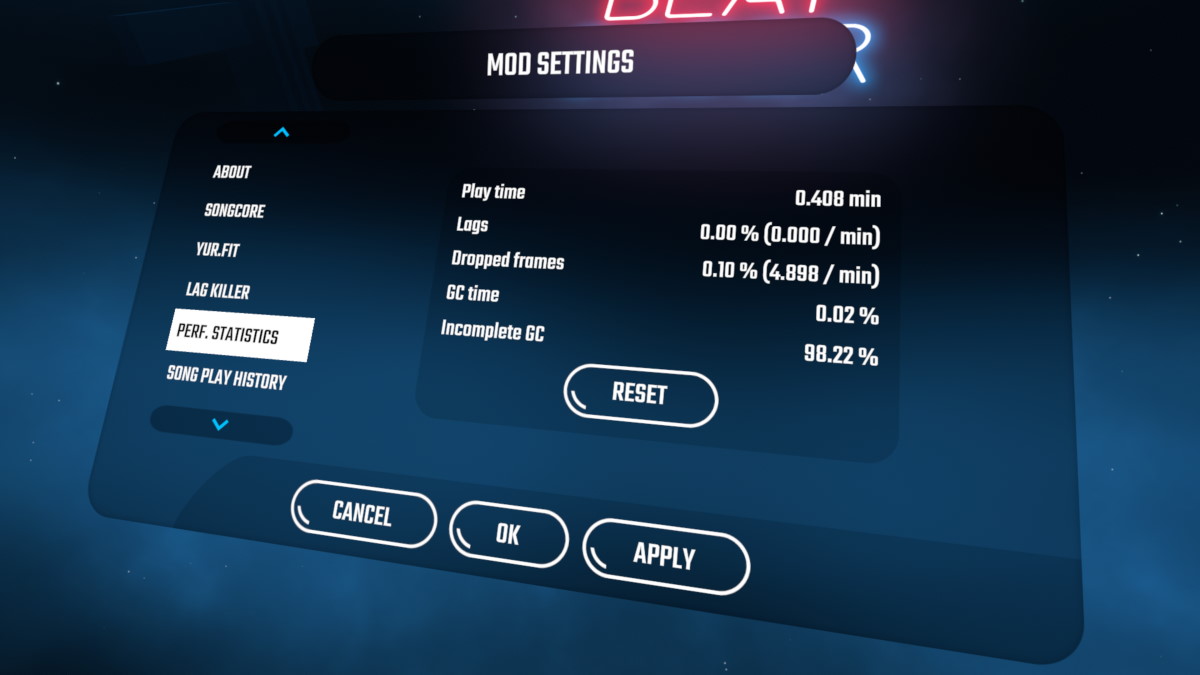 BEAT
R
MOD SETTINGS
ABOUT
SONGCORE
YUR.FIT
LAG KILLER
PERF. STATISTICS
SONG PLAY HISTORY
Play time 0.408 min
Lags 0.00 % (0.000 / min)
Dropped frames 0.10 % (4.898 / min)
GC time 0.02 %
Incomplete GC 98.22 %
RESET
CANCEL
OK
APPLY